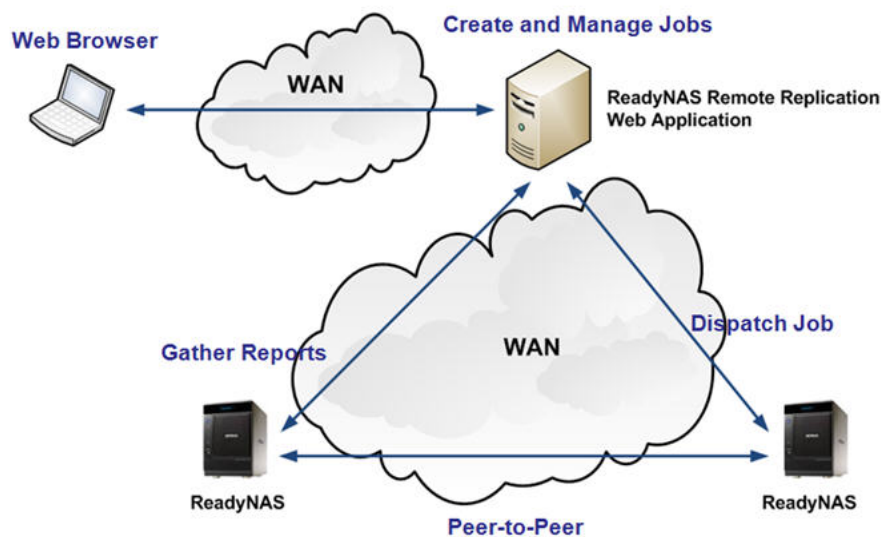 Web Browser
Create and Manage Jobs
WAN
ReadyNAS Remote Replication
Web Application
WAN
Dispatch Job
Gather Reports
ReadyNAS
ReadyNAS
Peer-to-Peer